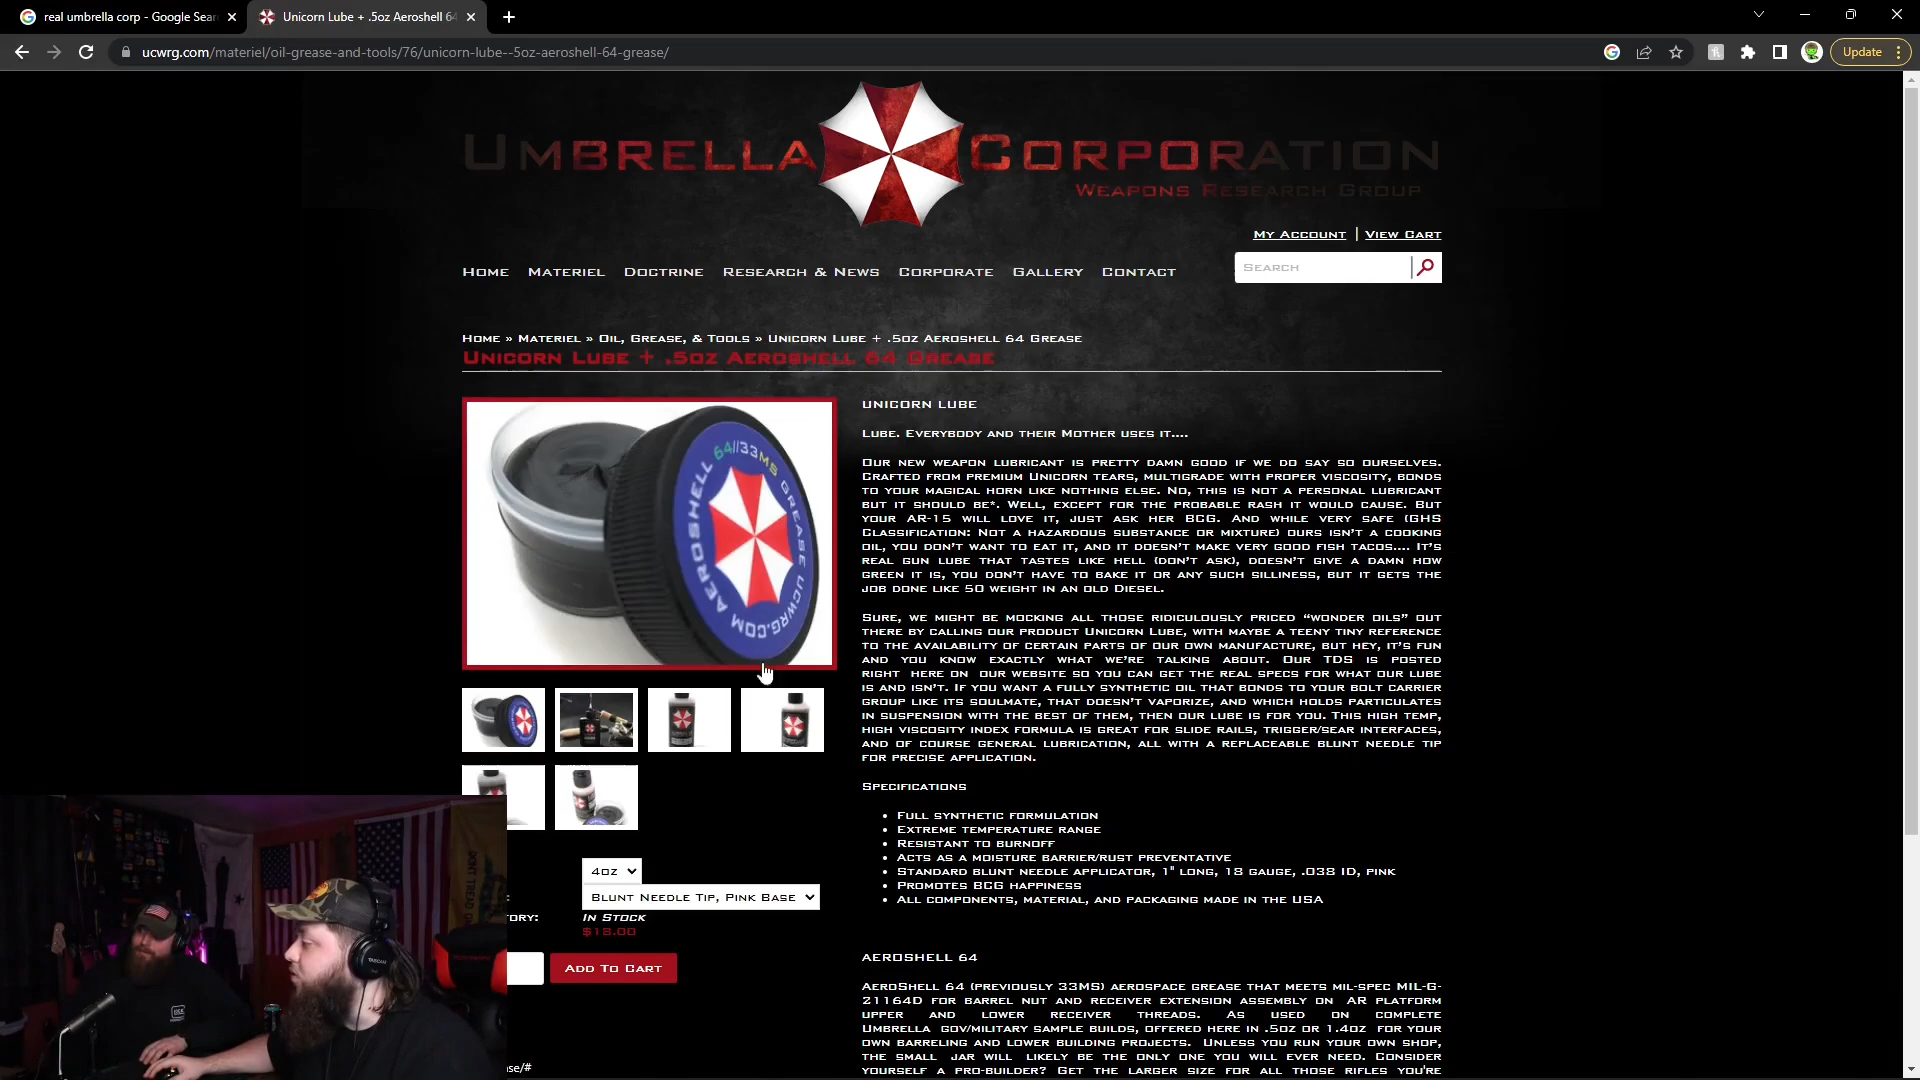 real umbrella corp - Google Sear
Unicorn Lube + .5oz Aeroshell 64
ucwrg.com/materiel/oil-grease-and-tools/76/unicorn-lube--5oz-aeroshell-64-grease/
Update
Umbrella Corporation
Weapons Research Group
My Account | View Cart
Home Materiel Doctrine Research & News Corporate Gallery Contact
Search
Home » Materiel » Oil, Grease, & Tools » Unicorn Lube + .5oz Aeroshell 64 Grease
Unicorn Lube + .5oz Aeroshell 64 Grease
AEROSHELL 64//33MS GREASE UCWRG.COM
UNICORN LUBE
Lube. Everybody and their Mother uses it....
Our new weapon lubricant is pretty damn good if we do say so ourselves.
Crafted from premium Unicorn tears, multigrade with proper viscosity, bonds
to your magical horn like nothing else. No, this is not a personal lubricant
but it should be*. Well, except for the probable rash it would cause. But
your AR-15 will love it, just ask her BCG. And while very safe (GHS
Classification: Not a hazardous substance or mixture) ours isn't a cooking
oil, you don't want to eat it, and it doesn't make very good fish tacos.... It's
real gun lube that tastes like hell (don't ask), doesn't give a damn how
green it is, you don't have to bake it or any such silliness, but it gets the
job done like 50 weight in an old Diesel.
Sure, we might be mocking all those ridiculously priced “wonder oils” out
there by calling our product Unicorn Lube, with maybe a teeny tiny reference
to the availability of certain parts of our own manufacture, but hey, it's fun
and you know exactly what we're talking about. Our TDS is posted
right here on our website so you can get the real specs for what our lube
is and isn't. If you want a fully synthetic oil that bonds to your bolt carrier
group like its soulmate, that doesn't vaporize, and which holds particulates
in suspension with the best of them, then our lube is for you. This high temp,
high viscosity index formula is great for slide rails, trigger/sear interfaces,
and of course general lubrication, all with a replaceable blunt needle tip
for precise application.
Specifications
• Full synthetic formulation
• Extreme temperature range
• Resistant to burnoff
• Acts as a moisture barrier/rust preventative
• Standard blunt needle applicator, 1" long, 18 gauge, .038 ID, pink
• Promotes BCG happiness
• All components, material, and packaging made in the USA
4oz
Blunt Needle Tip, Pink Base
tory: In Stock
$18.00
Add To Cart
AEROSHELL 64
AeroShell 64 (previously 33MS) aerospace grease that meets mil-spec MIL-G-
21164D for barrel nut and receiver extension assembly on AR platform
upper and lower receiver threads. As used on complete
Umbrella gov/military sample builds, offered here in .5oz or 1.4oz for your
own barreling and lower building projects. Unless you run your own shop,
the small jar will likely be the only one you will ever need. Consider
yourself a pro-builder? Get the larger size for all those rifles you're
ase/#